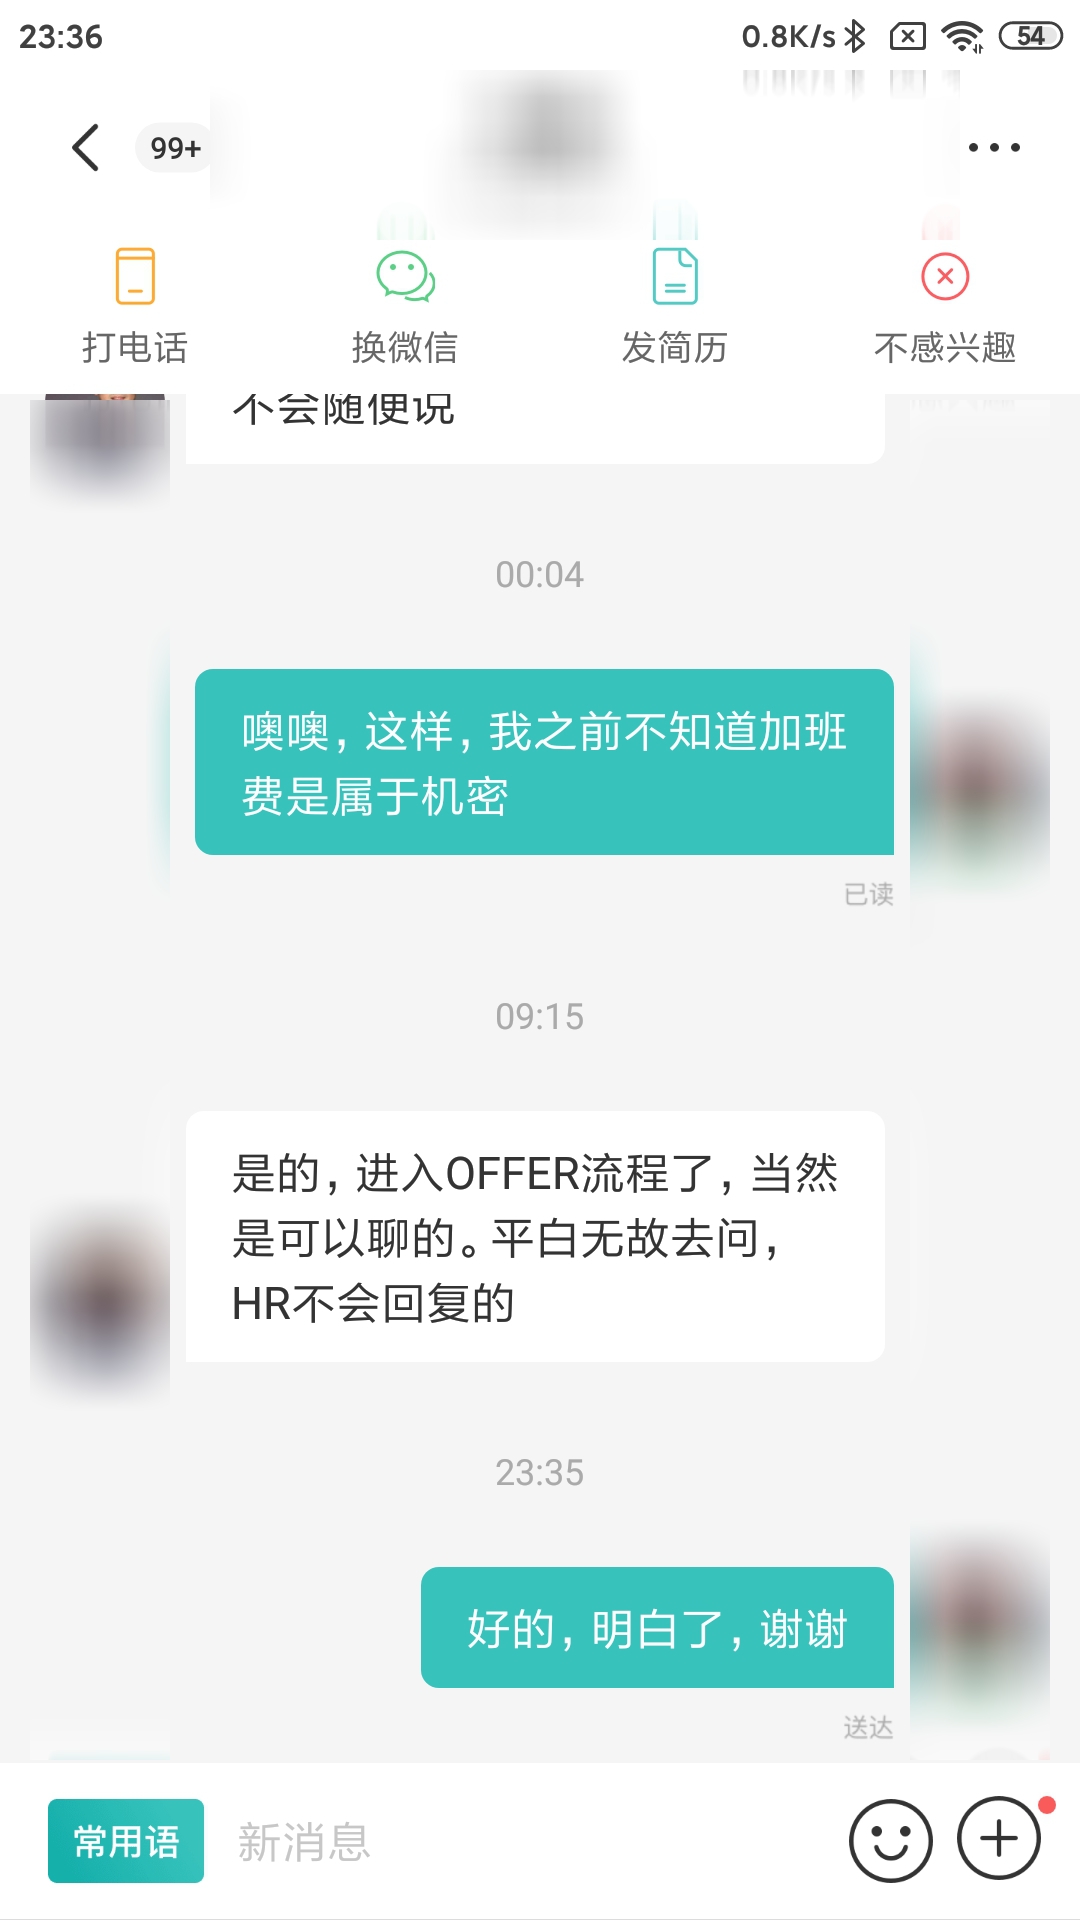 23:36
0.8K/s
54
99+
打电话
换微信
发简历
不感兴趣
不会随便说
00:04
噢噢，这样，我之前不知道加班
费是属于机密
已读
09:15
是的，进入OFFER流程了，当然
是可以聊的。平白无故去问，
HR不会回复的
23:35
好的，明白了，谢谢
送达
常用语
新消息